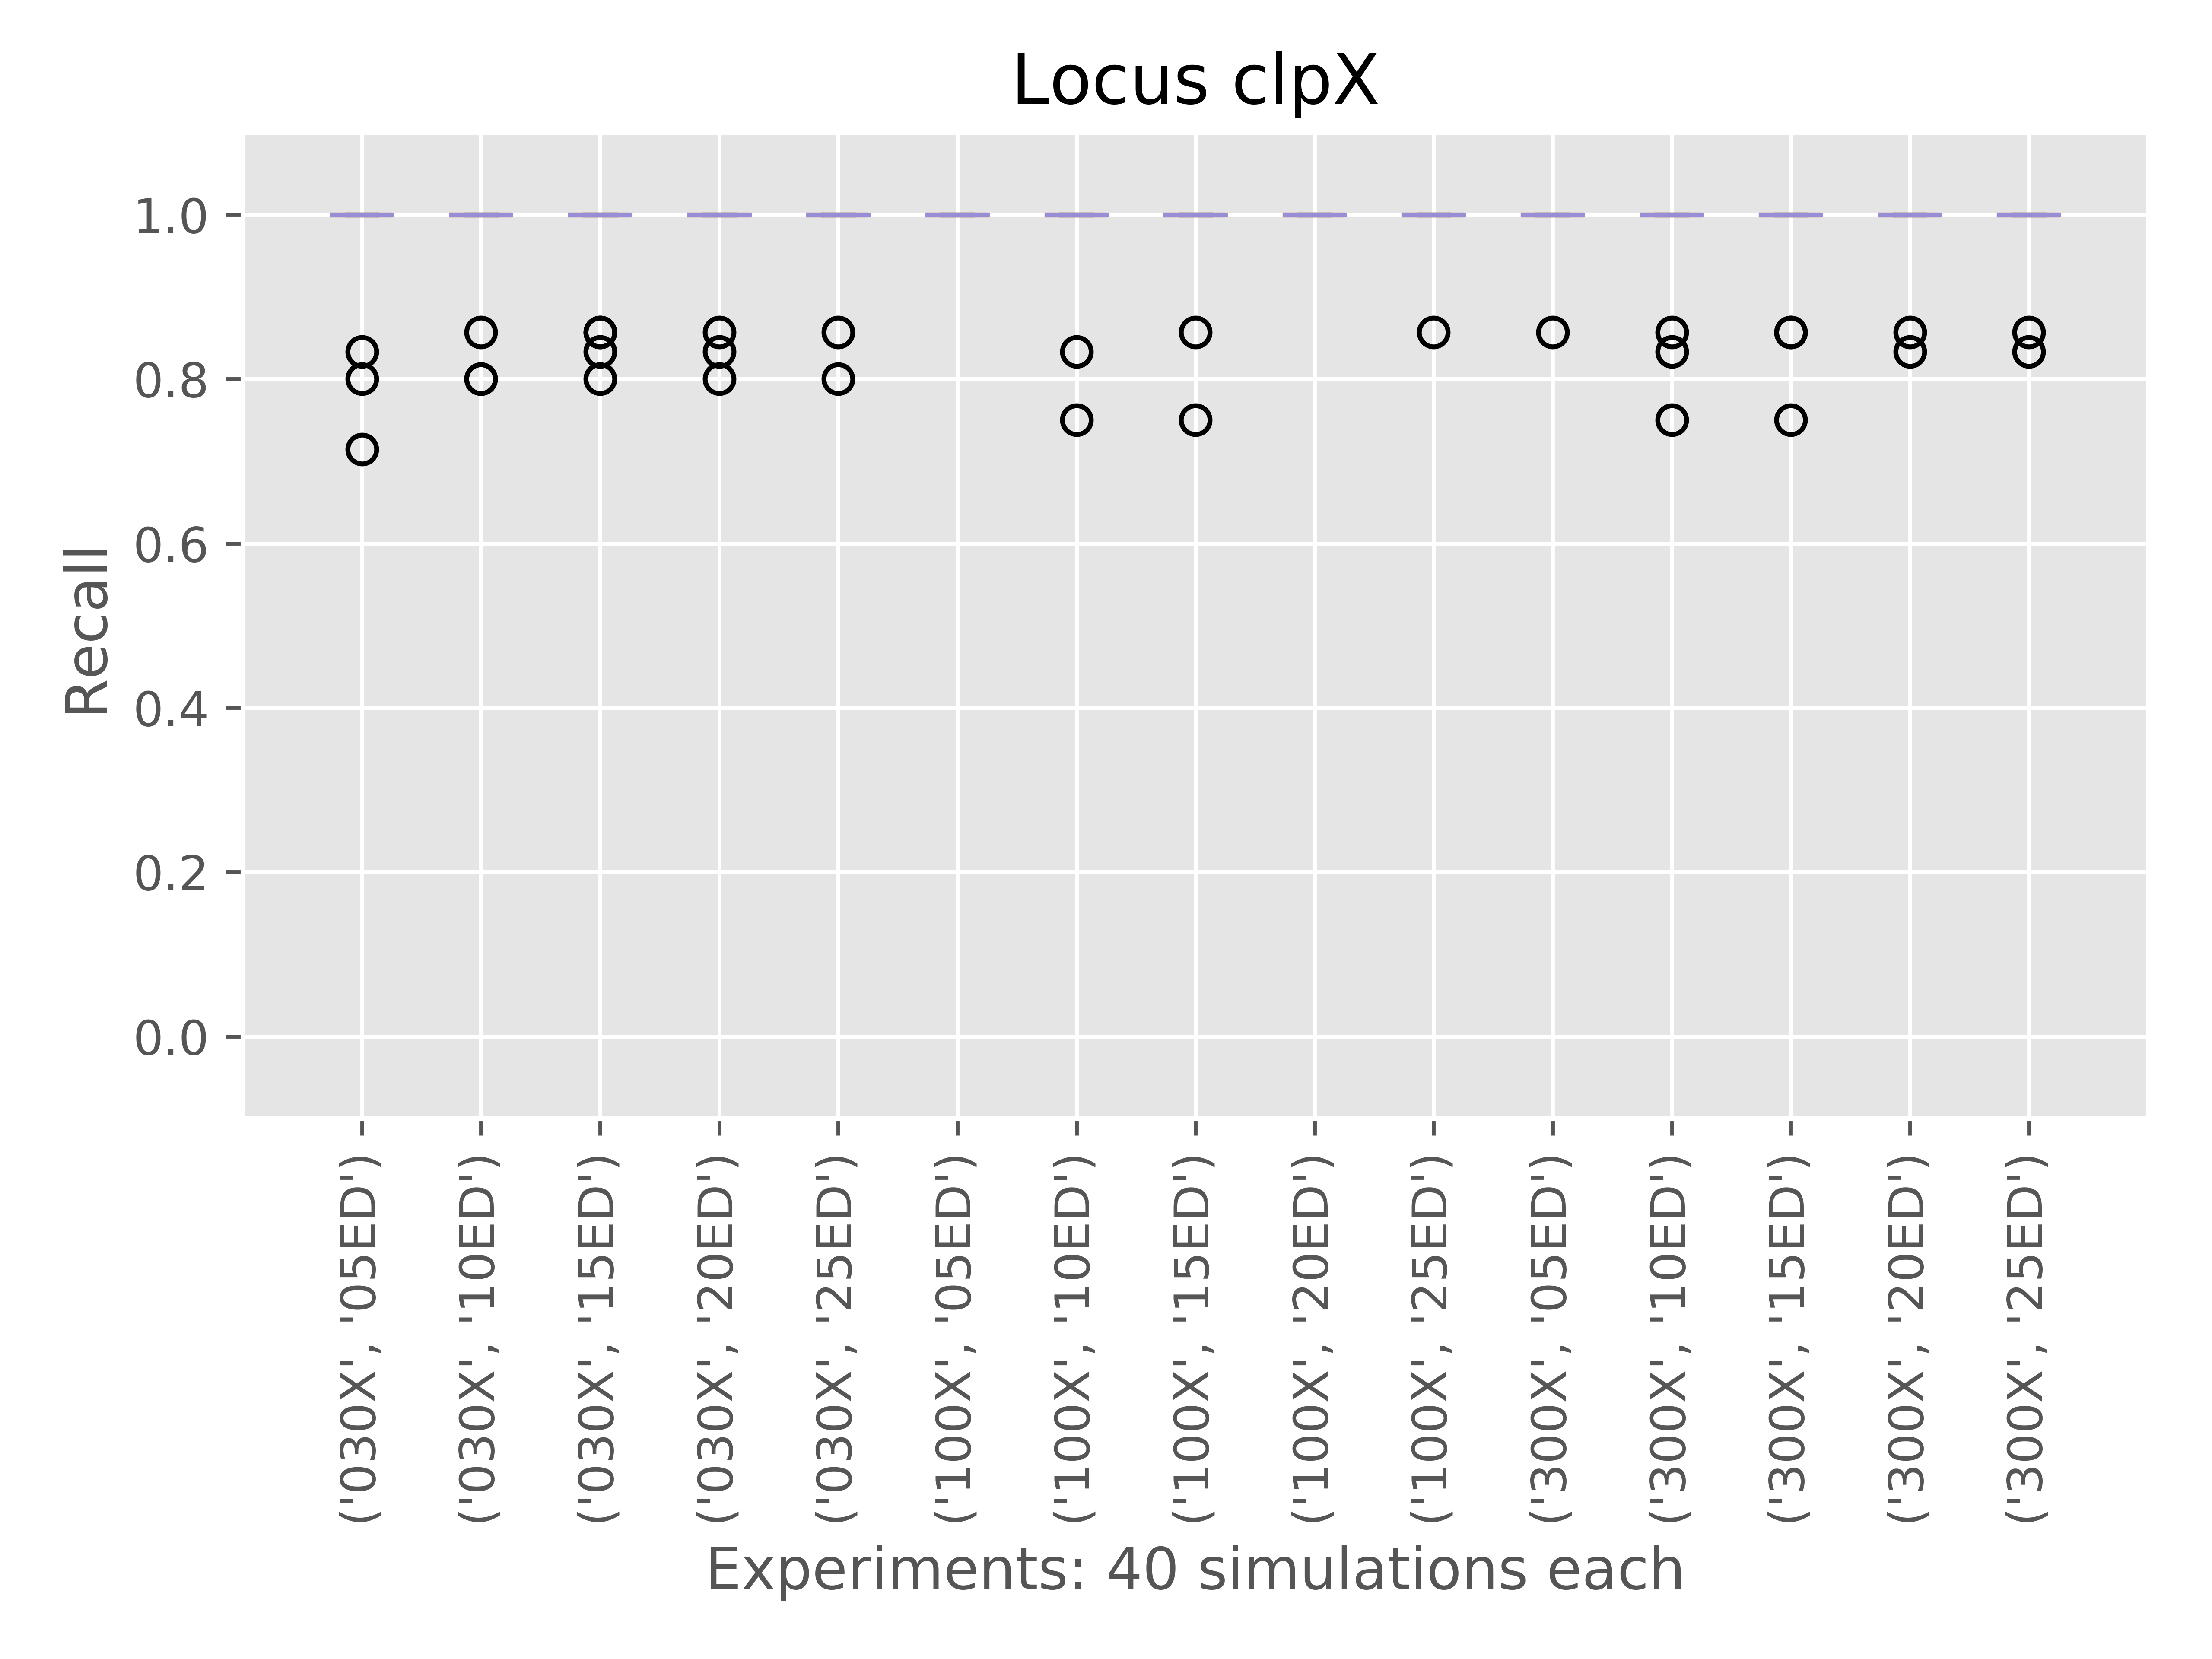 Locus clpX
Recall
1.0
0.8
0.6
0.4
0.2
0.0
('030X', '05ED')
('030X', '10ED')
('030X', '15ED')
('030X', '20ED')
('030X', '25ED')
('100X', '05ED')
('100X', '10ED')
('100X', '15ED')
('100X', '20ED')
('100X', '25ED')
('300X', '05ED')
('300X', '10ED')
('300X', '15ED')
('300X', '20ED')
('300X', '25ED')
Experiments: 40 simulations each